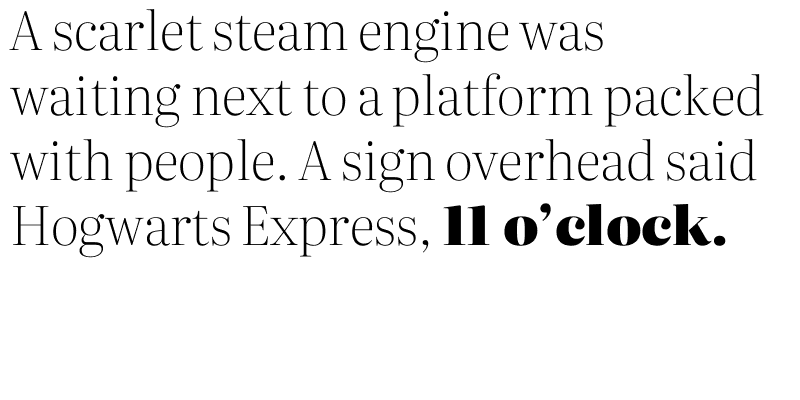 A scarlet steam engine was
waiting next to a platform packed
with people. A sign overhead said
Hogwarts Express, 11 o’clock.